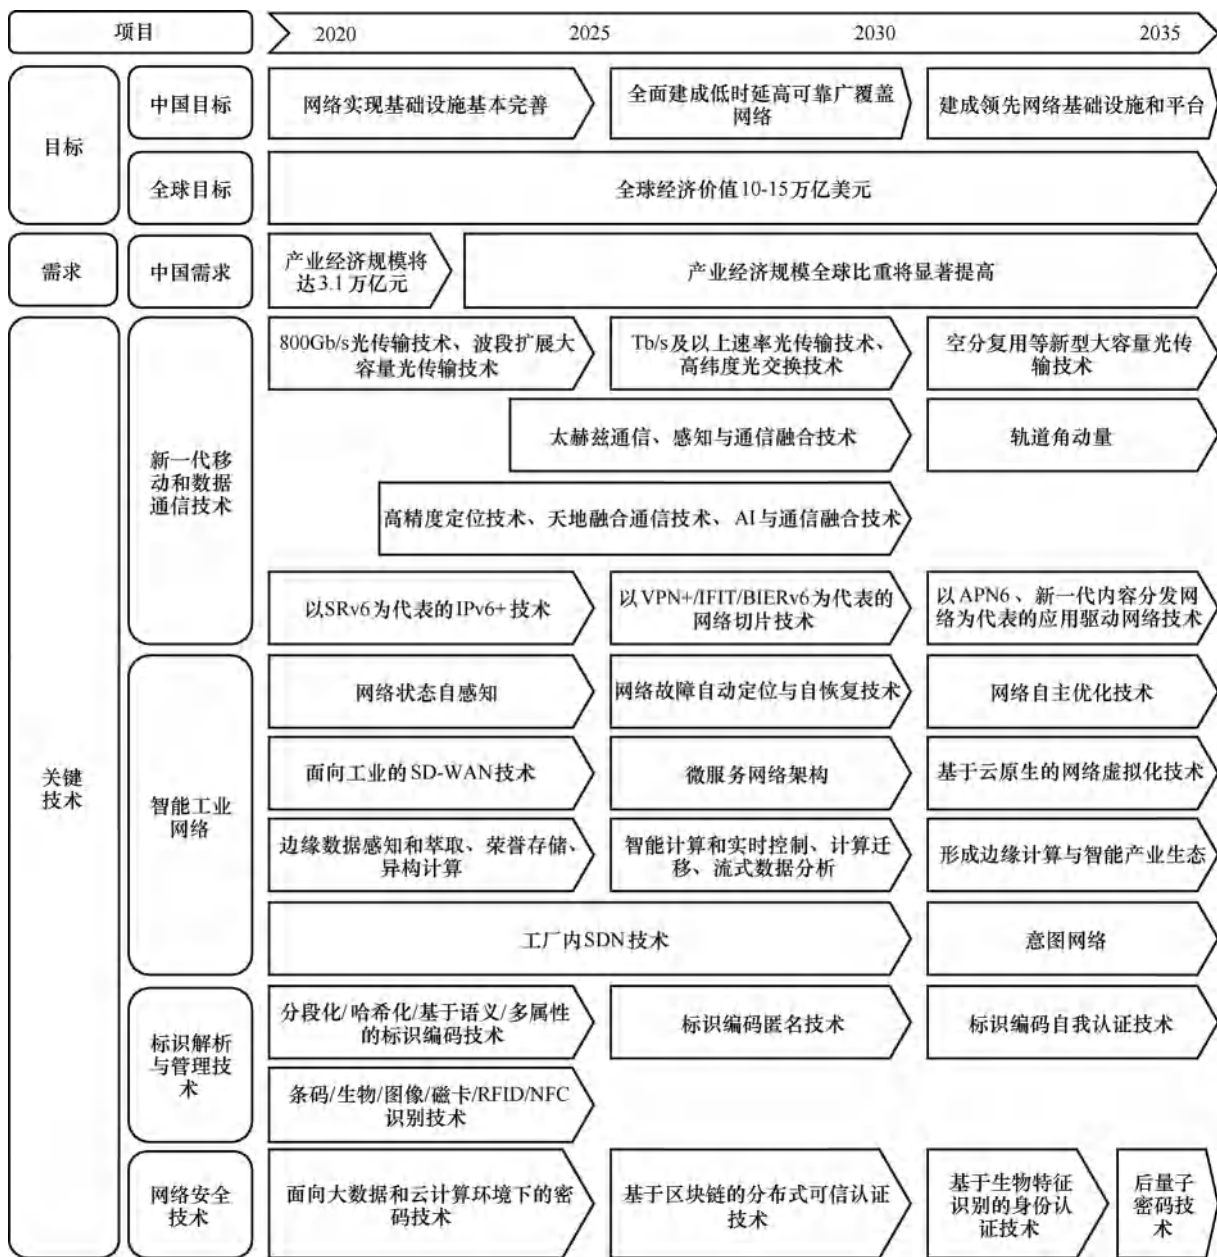 项目
2020 2025 2030 2035
目标
中国目标
网络实现基础设施基本完善
全面建成低时延高可靠广覆盖
网络
建成领先网络基础设施和平台
全球目标
全球经济价值10-15万亿美元
需求
中国需求
产业经济规模将
达3.1万亿元
产业经济规模全球比重将显著提高
关键
技术
新一代移
动和数据
通信技术
800Gb/s光传输技术、波段扩展大
容量光传输技术
Tb/s及以上速率光传输技术、
高纬度光交换技术
空分复用等新型大容量光传
输技术
太赫兹通信、感知与通信融合技术
轨道角动量
高精度定位技术、天地融合通信技术、AI与通信融合技术
以SRv6为代表的IPv6+技术
以VPN+/IFIT/BIERv6为代表的
网络切片技术
以APN6、新一代内容分发网
络为代表的应用驱动网络技术
智能工业
网络
网络状态自感知
网络故障自动定位与自恢复技术
网络自主优化技术
面向工业的SD-WAN技术
微服务网络架构
基于云原生的网络虚拟化技术
边缘数据感知和萃取、荣誉存储、
异构计算
智能计算和实时控制、计算迁
移、流式数据分析
形成边缘计算与智能产业生态
工厂内SDN技术
意图网络
标识解析
与管理技
术
分段化/哈希化/基于语义/多属性
的标识编码技术
标识编码匿名技术
标识编码自我认证技术
条码/生物/图像/磁卡/RFID/NFC
识别技术
网络安全
技术
面向大数据和云计算环境下的密
码技术
基于区块链的分布式可信认证
技术
基于生物特征
识别的身份认
证技术
后量子
密码技
术